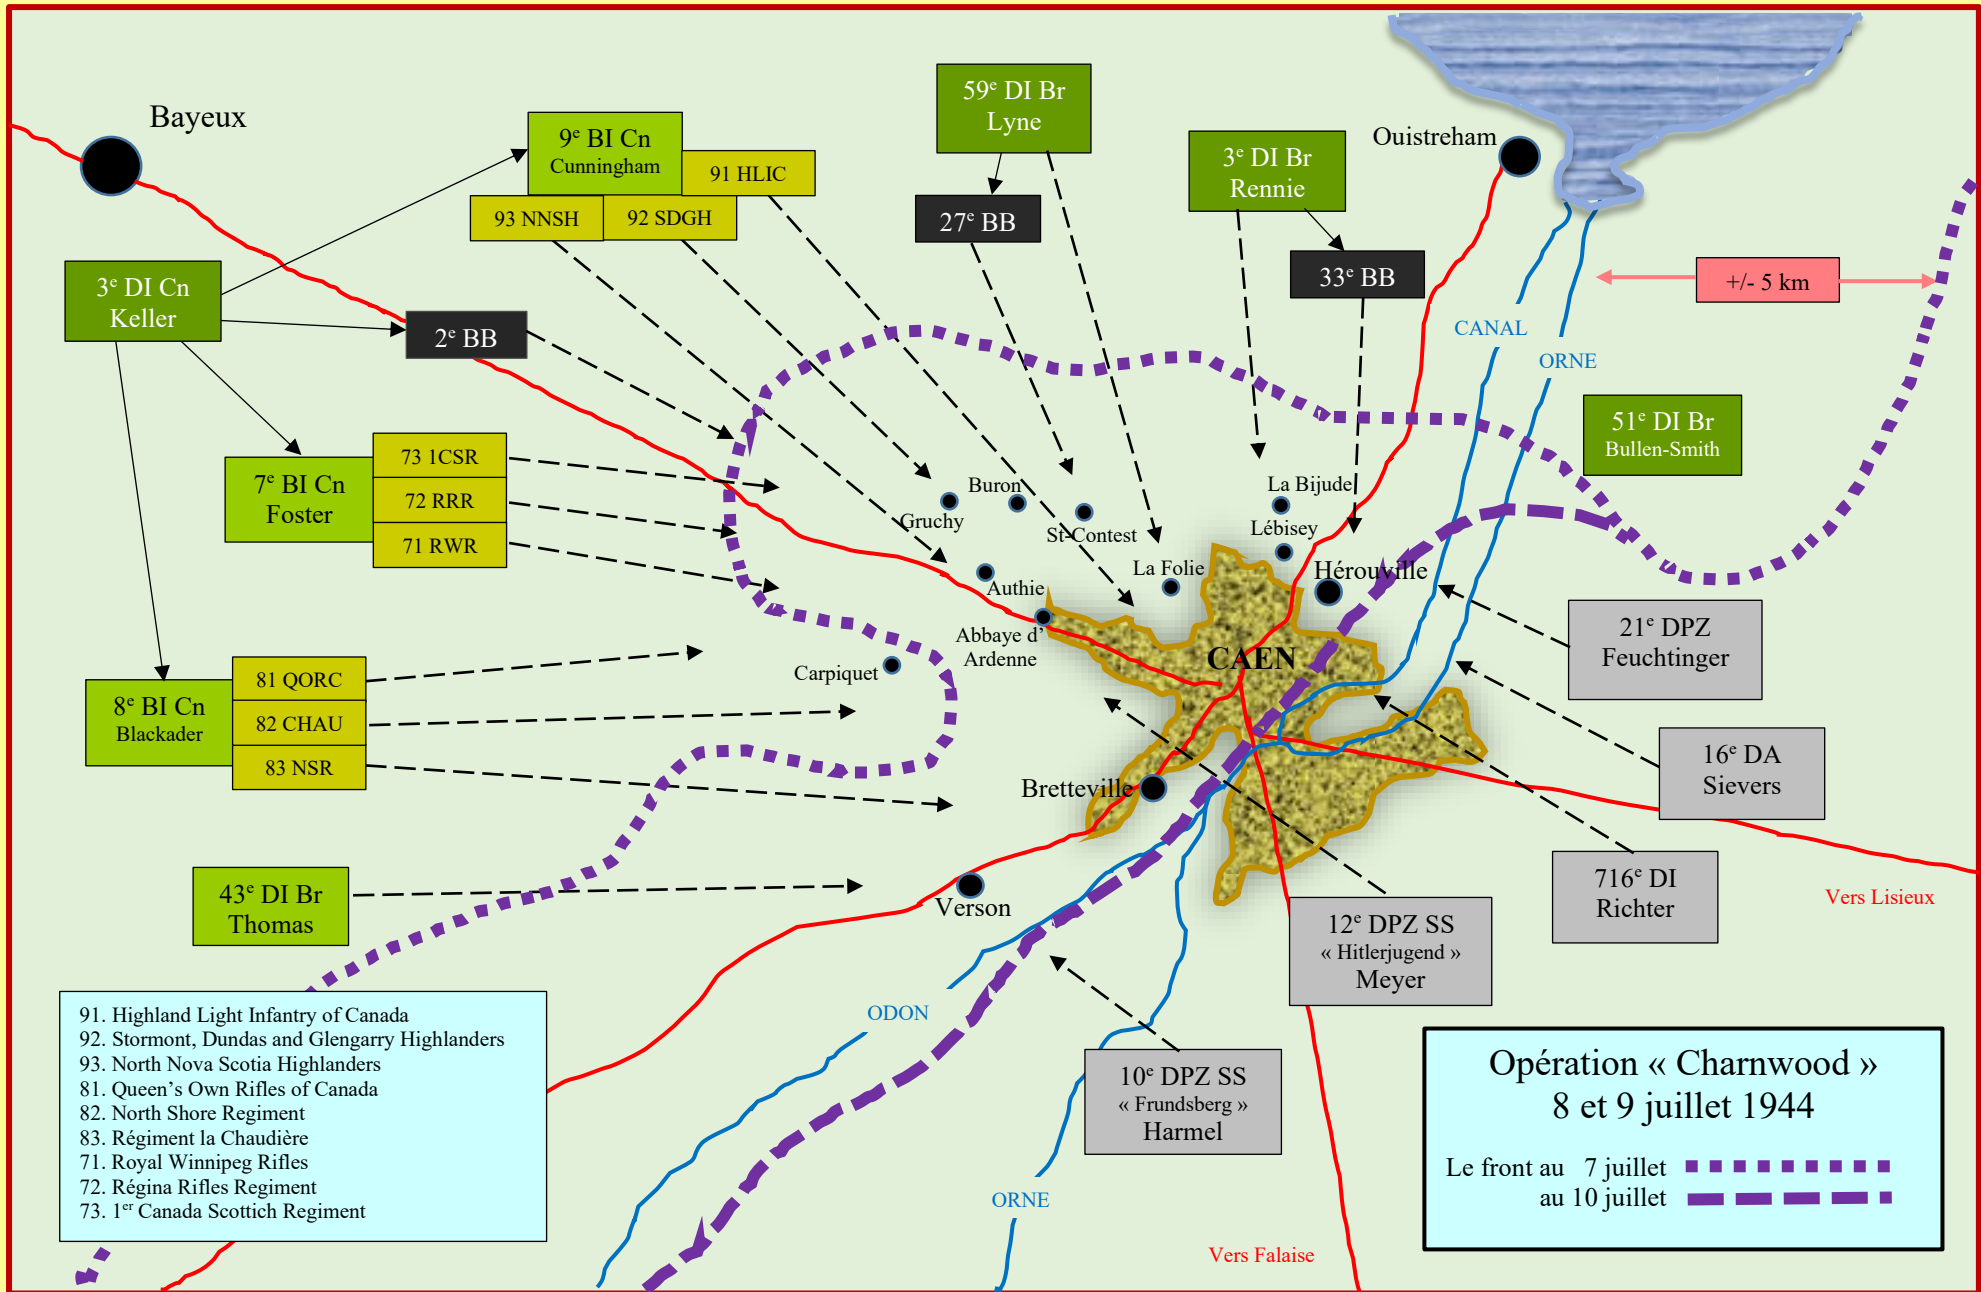 Bayeux
9e BI Cn
Cunningham
91 HLIC
93 NNSH
92 SDGH
59e DI Br
Lyne
27e BB
3e DI Br
Rennie
33e BB
Ouistreham
+/- 5 km
3e DI Cn
Keller
2e BB
CANAL
ORNE
51e DI Br
Bullen-Smith
7e BI Cn
Foster
73 1CSR
72 RRR
71 RWR
Gruchy
Buron
St-Contest
La Bijude
Lébisey
La Folie
Hérouville
Authie
Abbaye d'
Ardenne
Carpiquet
CAEN
21e DPZ
Feuchtinger
8e BI Cn
Blackader
81 QORC
82 CHAU
83 NSR
16e DA
Sievers
Bretteville
43e DI Br
Thomas
Verson
716e DI
Richter
Vers Lisieux
12e DPZ SS
« Hitlerjugend »
Meyer
ODON
10e DPZ SS
« Frundsberg »
Harmel
ORNE
Vers Falaise
91. Highland Light Infantry of Canada
92. Stormont, Dundas and Glengarry Highlanders
93. North Nova Scotia Highlanders
81. Queen's Own Rifles of Canada
82. North Shore Regiment
83. Régiment la Chaudière
71. Royal Winnipeg Rifles
72. Régina Rifles Regiment
73. 1er Canada Scottich Regiment
Opération « Charnwood »
8 et 9 juillet 1944
Le front au 7 juillet
au 10 juillet